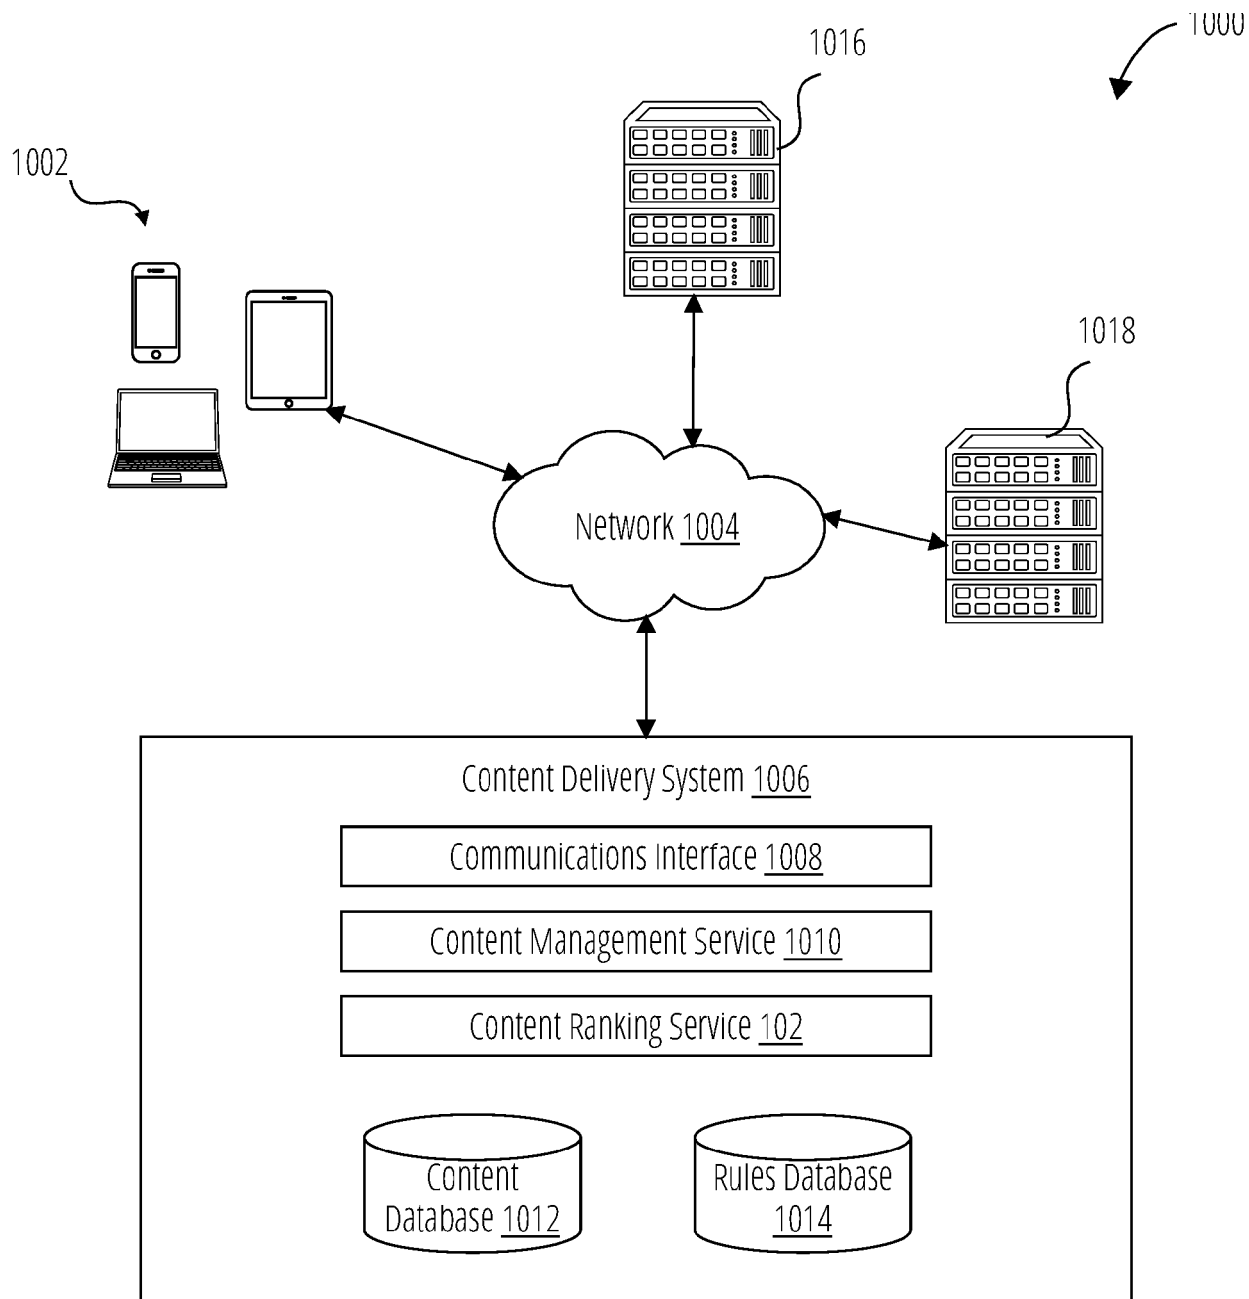 1000
1016
1002
1018
Network 1004
Content Delivery System 1006
Communications Interface 1008
Content Management Service 1010
Content Ranking Service 102
Content
Database 1012
Rules Database
1014